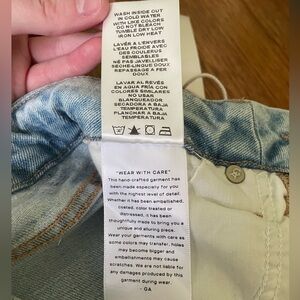 WASH INSIDE OUT
IN COLD WATER
WITH LIKE COLORS
DO NOT BLEACH
TUMBLE DRY LOW
IRON LOW HEAT
LAVER À L'ENVERS
L'EAU FROIDE AVEC
DES COULEURS
SEMBLABLES
NE PAS JAVELLISER
SÈCHE-LINGE DOUX
REPASSAGE A FER
DOUX
LAVAR AL REVES
EN AQUA FRÍA CON
COLORES SIMILARES
NO USAR
BLANQUEADOR
SECADORA A BAJA
TEMPERATURA
PLANCHAR A BAJA
TEMPERATURA
"WEAR WITH CARE"
This hand-crafted garment has
been made especially for you
with the highest level of detail.
Whether it has been embellished,
coated, color treated or
distressed, it has been
thoughtfully made to bring you a
unique and alluring piece.
Wear your garments with care as
some colors may transfer, holes
may become bigger and
embellishments may cause
scratches. We are not liable for
any damages produced by this
garment during wear.
- GA